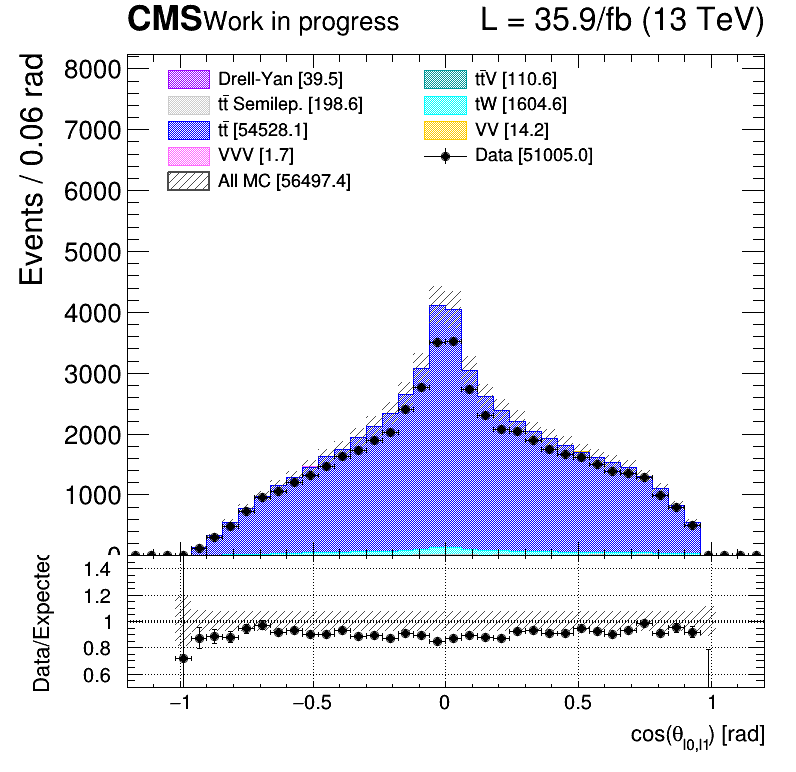 CMS Work in progress L = 35.9/fb (13 TeV)
Events / 0.06 rad
8000
7000
6000
5000
4000
3000
2000
1000
0
Drell-Yan [39.5]
tt̄ Semilep. [198.6]
tt̄ [54528.1]
VVV [1.7]
All MC [56497.4]
tt̄V [110.6]
tW [1604.6]
VV [14.2]
Data [51005.0]
Data/Expected
1.4
1.2
1
0.8
0.6
−1 −0.5 0 0.5 1
cos(θl0,l1) [rad]